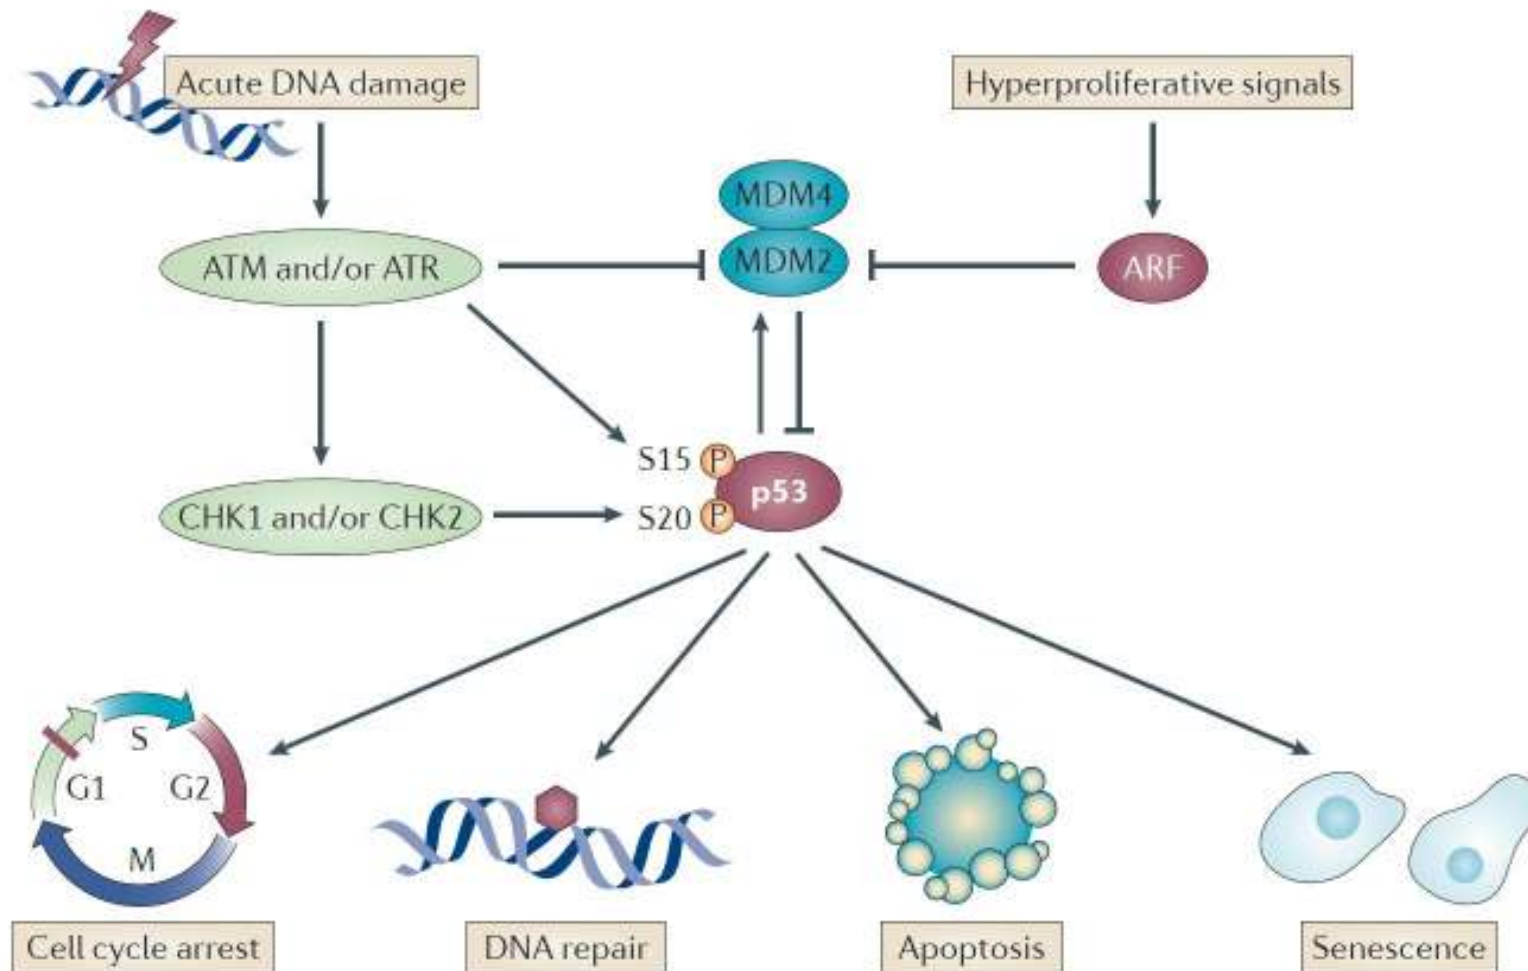 Acute DNA damage
Hyperproliferative signals
MDM4
ATM and/or ATR
MDM2
ARF
S15 P
p53
CHK1 and/or CHK2
S20 P
S
G1 G2
M
Cell cycle arrest
DNA repair
Apoptosis
Senescence